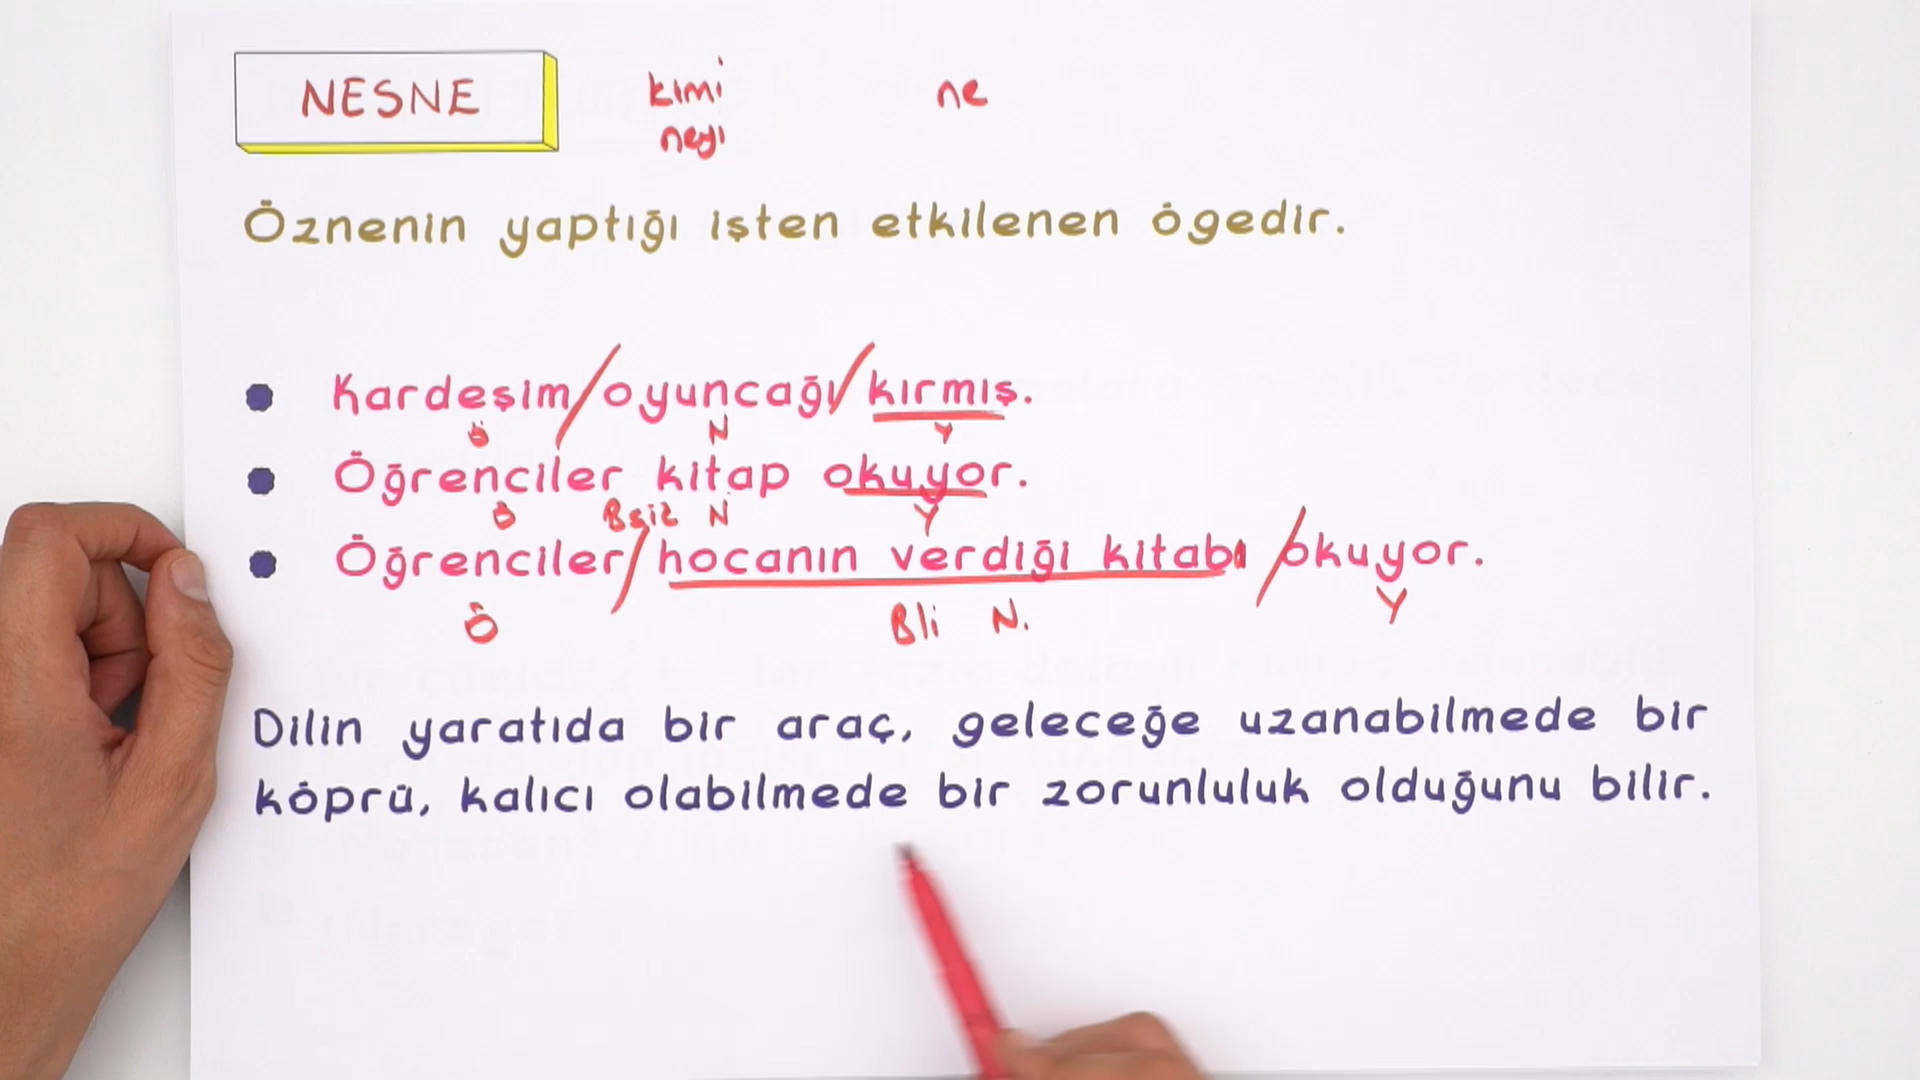 NESNE kimi ne
neyi
Öznenin yaptığı işten etkilenen ögedir.
Kardeşim/oyuncağı/kırmış.
Ö N Y
Öğrenciler kitap okuyor.
Ö Bsiz N Y
Öğrenciler/hocanın verdiği kitabı/okuyor.
Ö Bli N. Y
Dilin yaratıda bir araç, geleceğe uzanabilmede bir
köprü, kalıcı olabilmede bir zorunluluk olduğunu bilir.